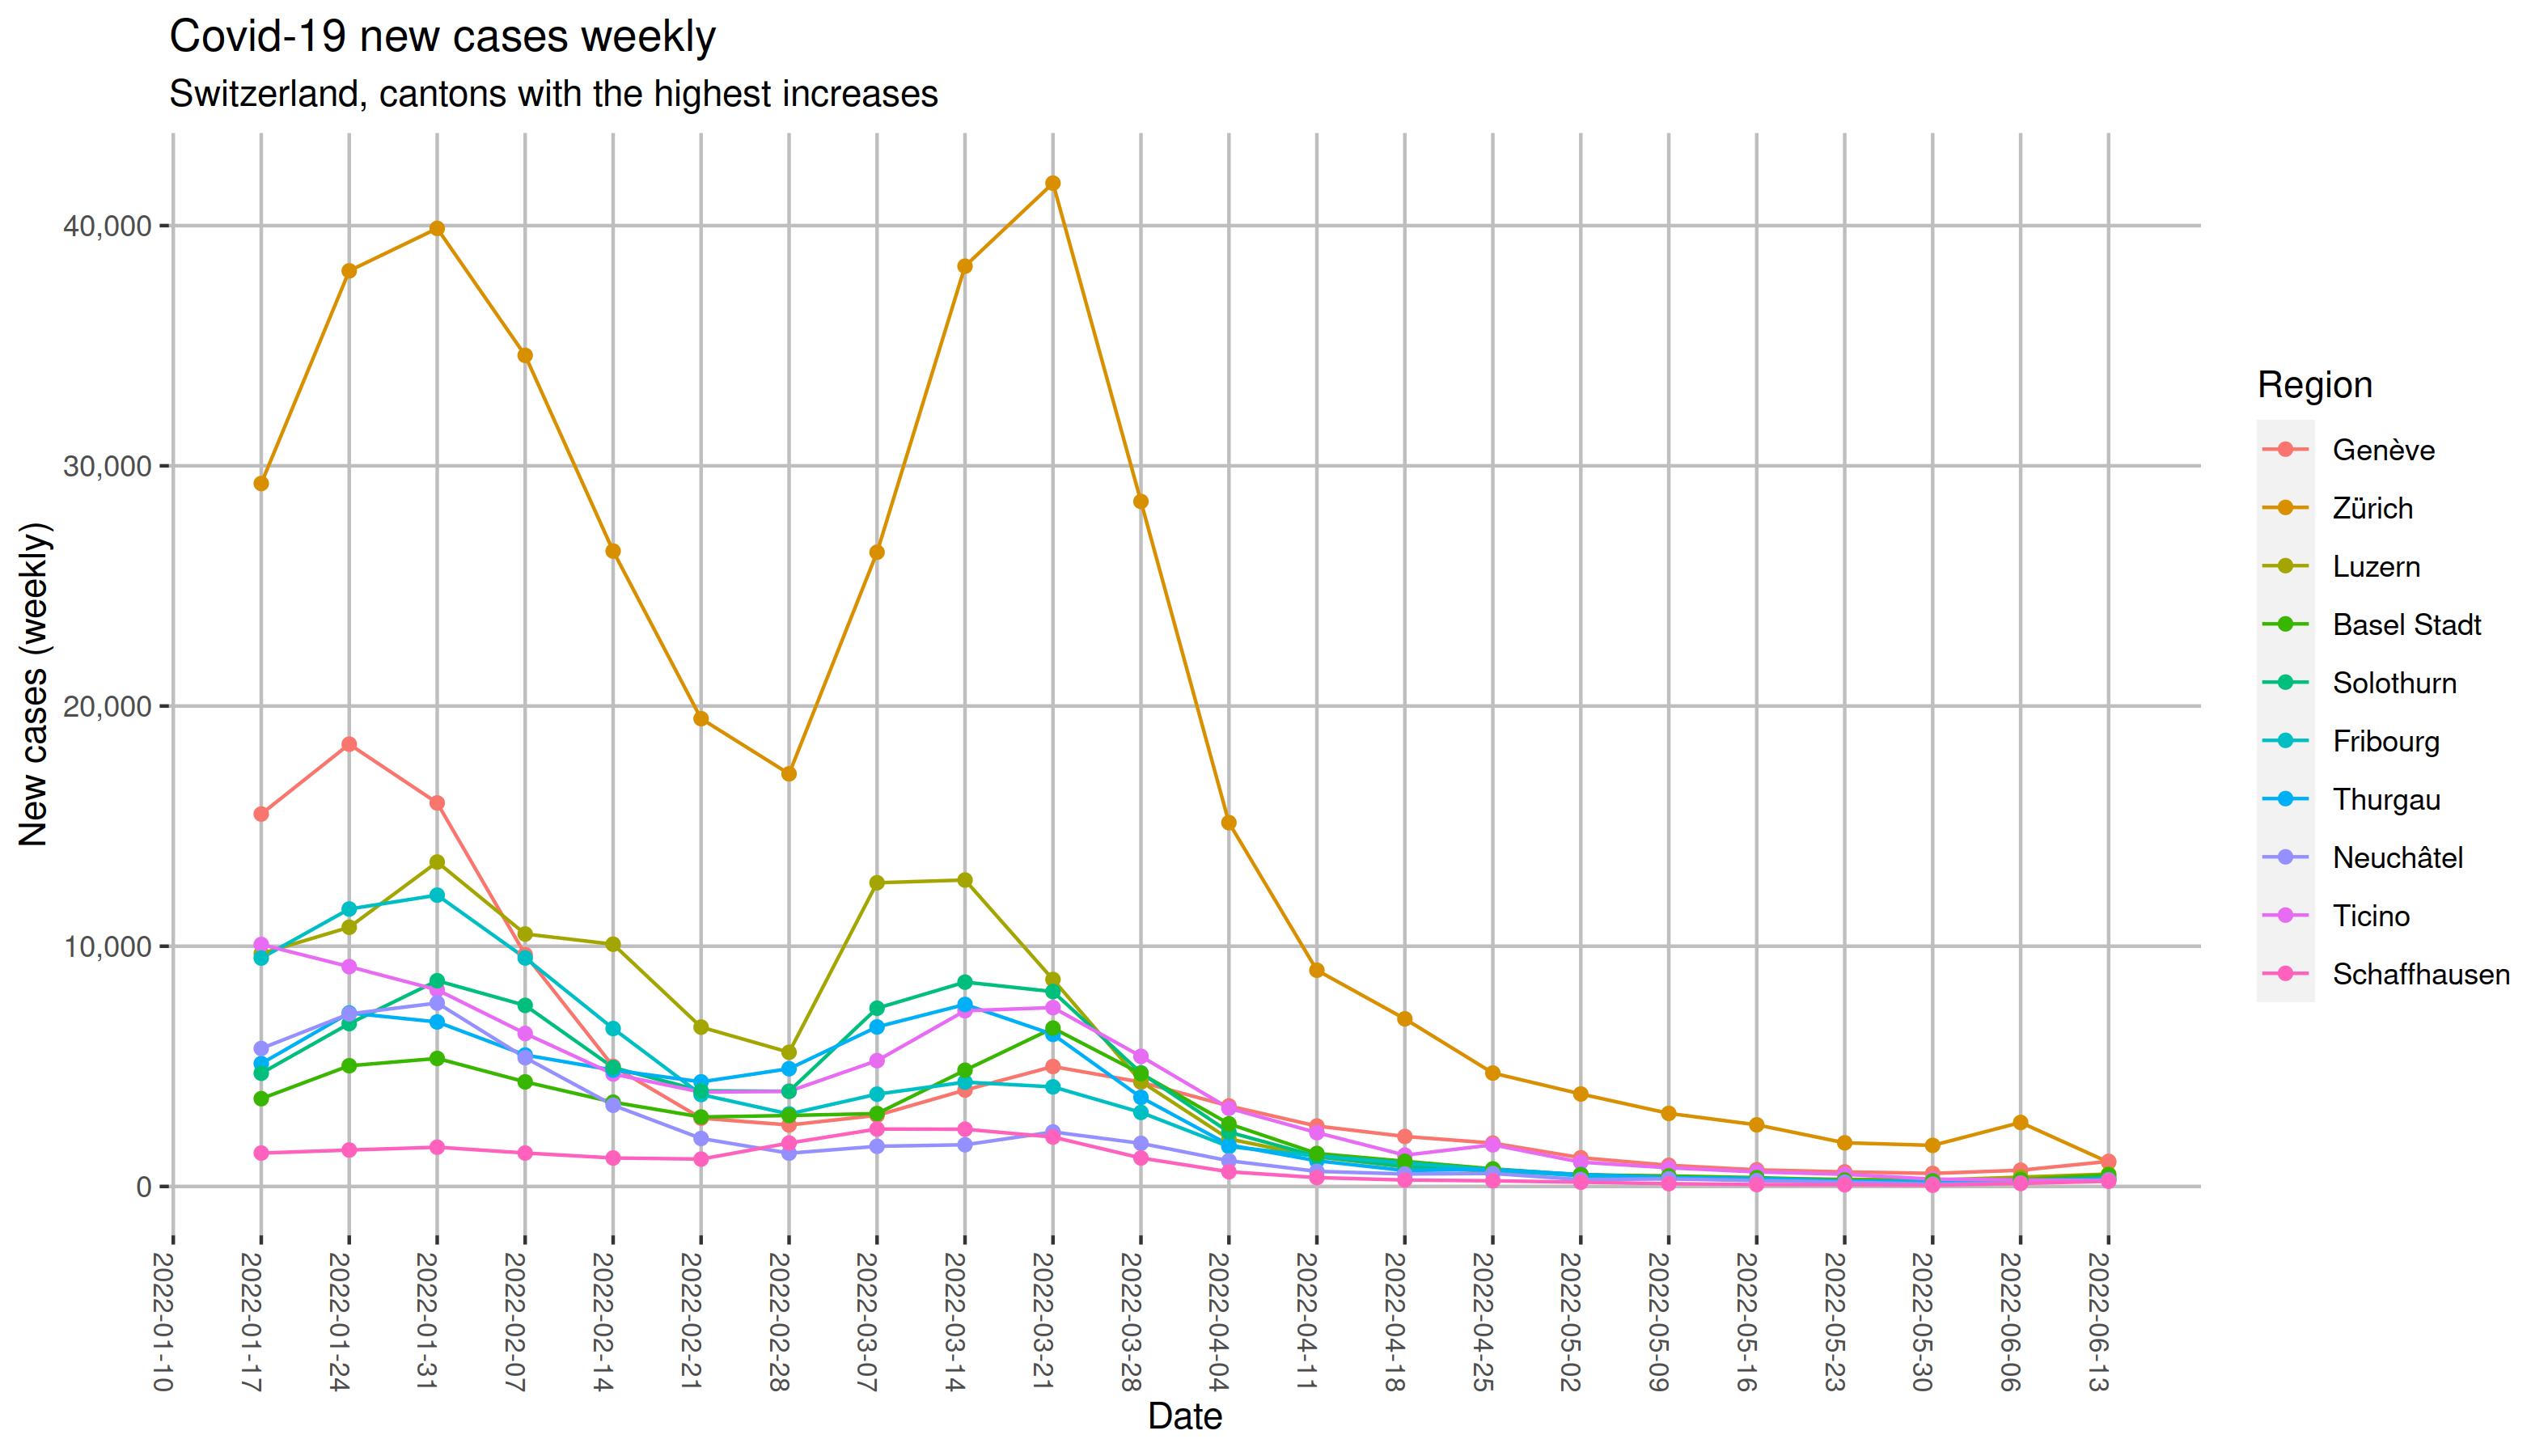 Covid-19 new cases weekly
Switzerland, cantons with the highest increases
New cases (weekly)
40,000
30,000
20,000
10,000
0
2022-01-10
2022-01-17
2022-01-24
2022-01-31
2022-02-07
2022-02-14
2022-02-21
2022-02-28
2022-03-07
2022-03-14
2022-03-21
2022-03-28
2022-04-04
2022-04-11
2022-04-18
2022-04-25
2022-05-02
2022-05-09
2022-05-16
2022-05-23
2022-05-30
2022-06-06
2022-06-13
Date
Region
Genève
Zürich
Luzern
Basel Stadt
Solothurn
Fribourg
Thurgau
Neuchâtel
Ticino
Schaffhausen